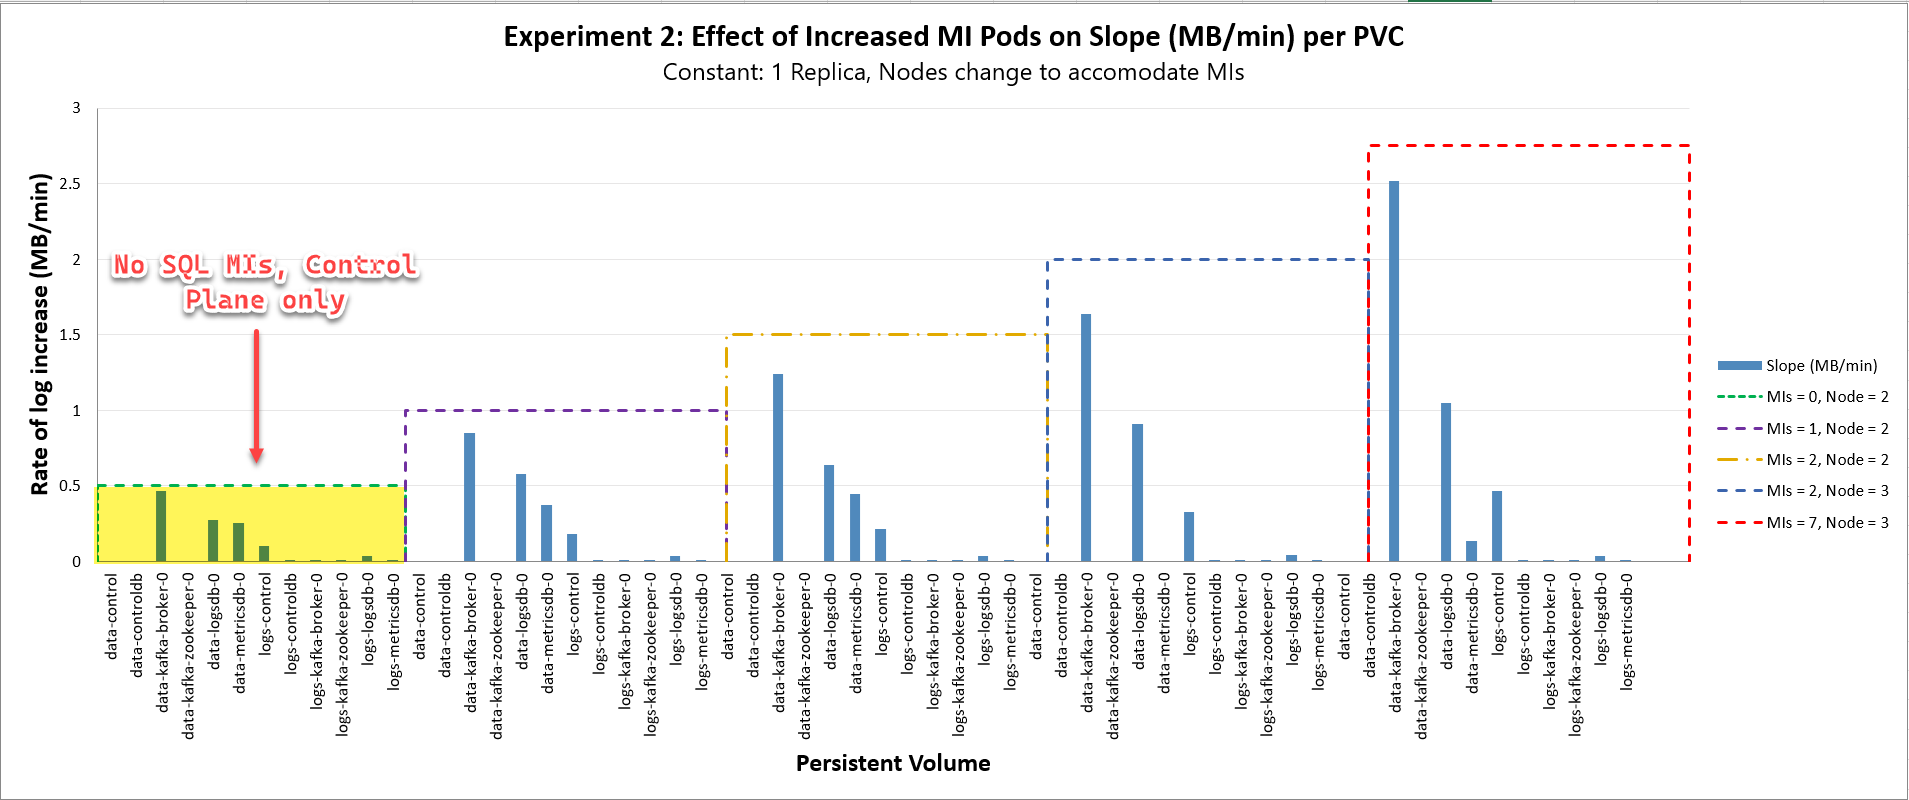 Experiment 2: Effect of Increased MI Pods on Slope (MB/min) per PVC
Constant: 1 Replica, Nodes change to accomodate MIs
Rate of log increase (MB/min)
3
2.5
2
1.5
1
0.5
0
No SQL MIs, Control
Plane only
data-control
data-controldb
data-kafka-broker-0
data-kafka-zookeeper-0
data-logsdb-0
data-metricsdb-0
logs-control
logs-controldb
logs-kafka-broker-0
logs-kafka-zookeeper-0
logs-logsdb-0
logs-metricsdb-0
data-control
data-controldb
data-kafka-broker-0
data-kafka-zookeeper-0
data-logsdb-0
data-metricsdb-0
logs-control
logs-controldb
logs-kafka-broker-0
logs-kafka-zookeeper-0
logs-logsdb-0
logs-metricsdb-0
data-control
data-controldb
data-kafka-broker-0
data-kafka-zookeeper-0
data-logsdb-0
data-metricsdb-0
logs-control
logs-controldb
logs-kafka-broker-0
logs-kafka-zookeeper-0
logs-logsdb-0
logs-metricsdb-0
data-control
data-controldb
data-kafka-broker-0
data-kafka-zookeeper-0
data-logsdb-0
data-metricsdb-0
logs-control
logs-controldb
logs-kafka-broker-0
logs-kafka-zookeeper-0
logs-logsdb-0
logs-metricsdb-0
data-control
data-controldb
data-kafka-broker-0
data-kafka-zookeeper-0
data-logsdb-0
data-metricsdb-0
logs-control
logs-controldb
logs-kafka-broker-0
logs-kafka-zookeeper-0
logs-logsdb-0
logs-metricsdb-0
Persistent Volume
Slope (MB/min)
MIs = 0, Node = 2
MIs = 1, Node = 2
MIs = 2, Node = 2
MIs = 2, Node = 3
MIs = 7, Node = 3